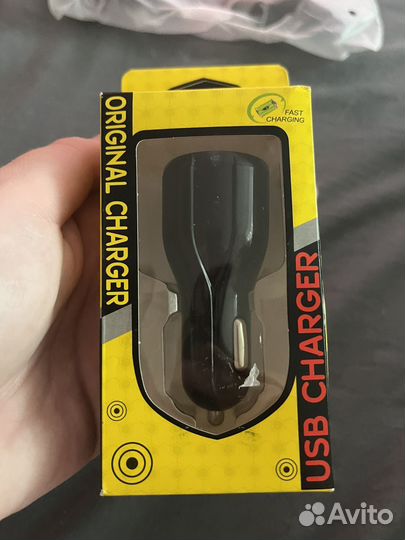 FAST
CHARGING
ORIGINAL CHARGER
USB CHARGER
Avito